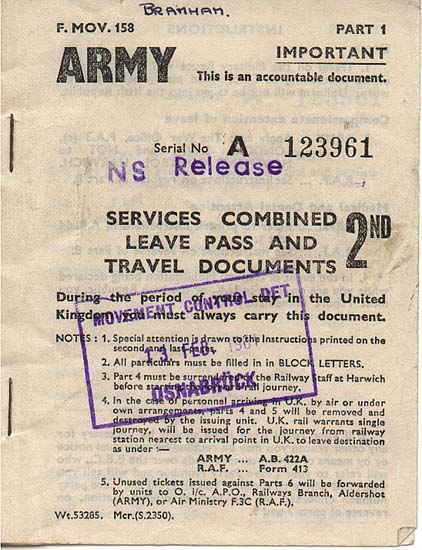 BRANHAM.
F. MOV. 158 PART 1
IMPORTANT
ARMY This is an accountable document.
Serial No A 123961
NS Release
SERVICES COMBINED
LEAVE PASS AND 2ND
TRAVEL DOCUMENTS
During the period of your stay in the United
Kingdom you must always carry this document.
MOVEMENT CONTROL DET.
13 FEB. 1961
OSNABRÜCK
NOTES : 1. Special attention is drawn to the Instructions printed on the
second and last pages.
2. All particulars must be filled in in BLOCK LETTERS.
3. Part 4 must be surrendered to the Railway Staff at Harwich
before starting your rail journey.
4. In the case of personnel arriving in U.K. by air or under
own arrangements, parts 4 and 5 will be removed and
destroyed by the issuing unit. U.K. rail warrants single
journey, will be issued for the journey from railway
station nearest to arrival point in U.K. to leave destination
as under :—
ARMY ... A.B. 422A
R.A.F. ... Form 413
5. Unused tickets issued against Parts 6 will be forwarded
by units to O. i/c. A.P.O., Railways Branch, Aldershot
(ARMY), or Air Ministry F.3C (R.A.F.).
Wt.53285. Mcr.(S.2350).